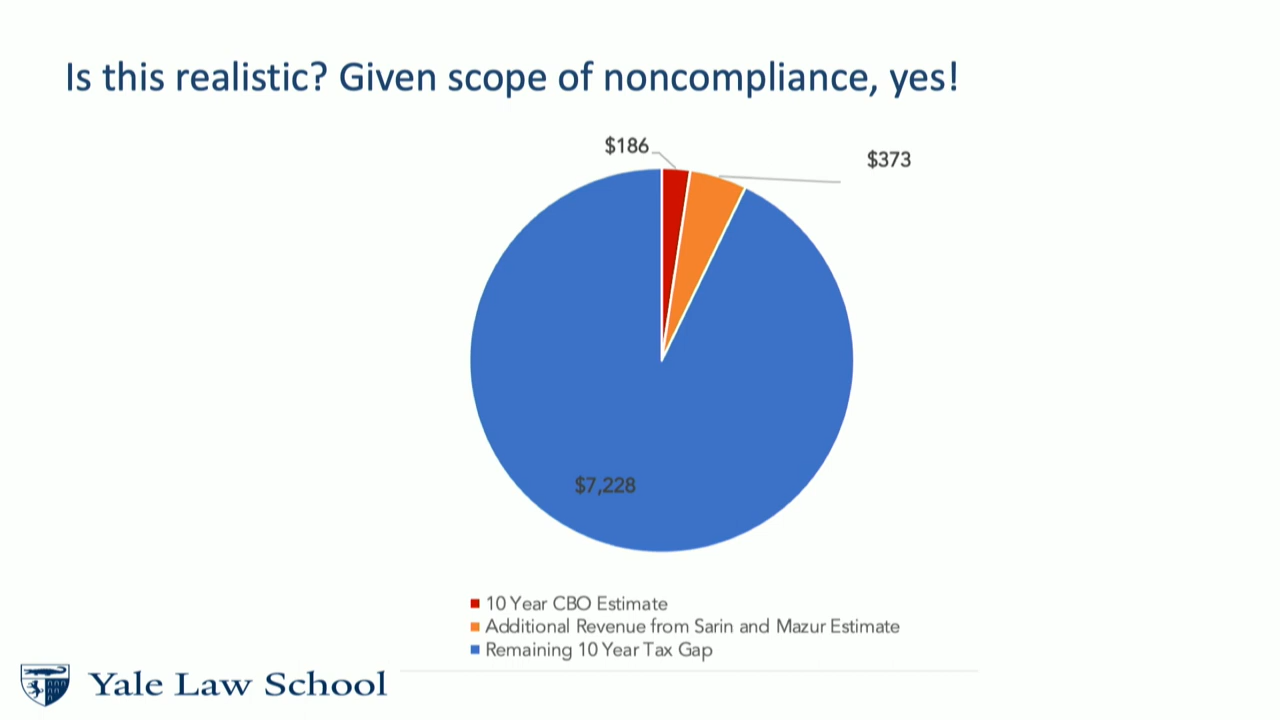 Is this realistic? Given scope of noncompliance, yes!
$186
$373
$7,228
10 Year CBO Estimate
Additional Revenue from Sarin and Mazur Estimate
Remaining 10 Year Tax Gap
Yale Law School